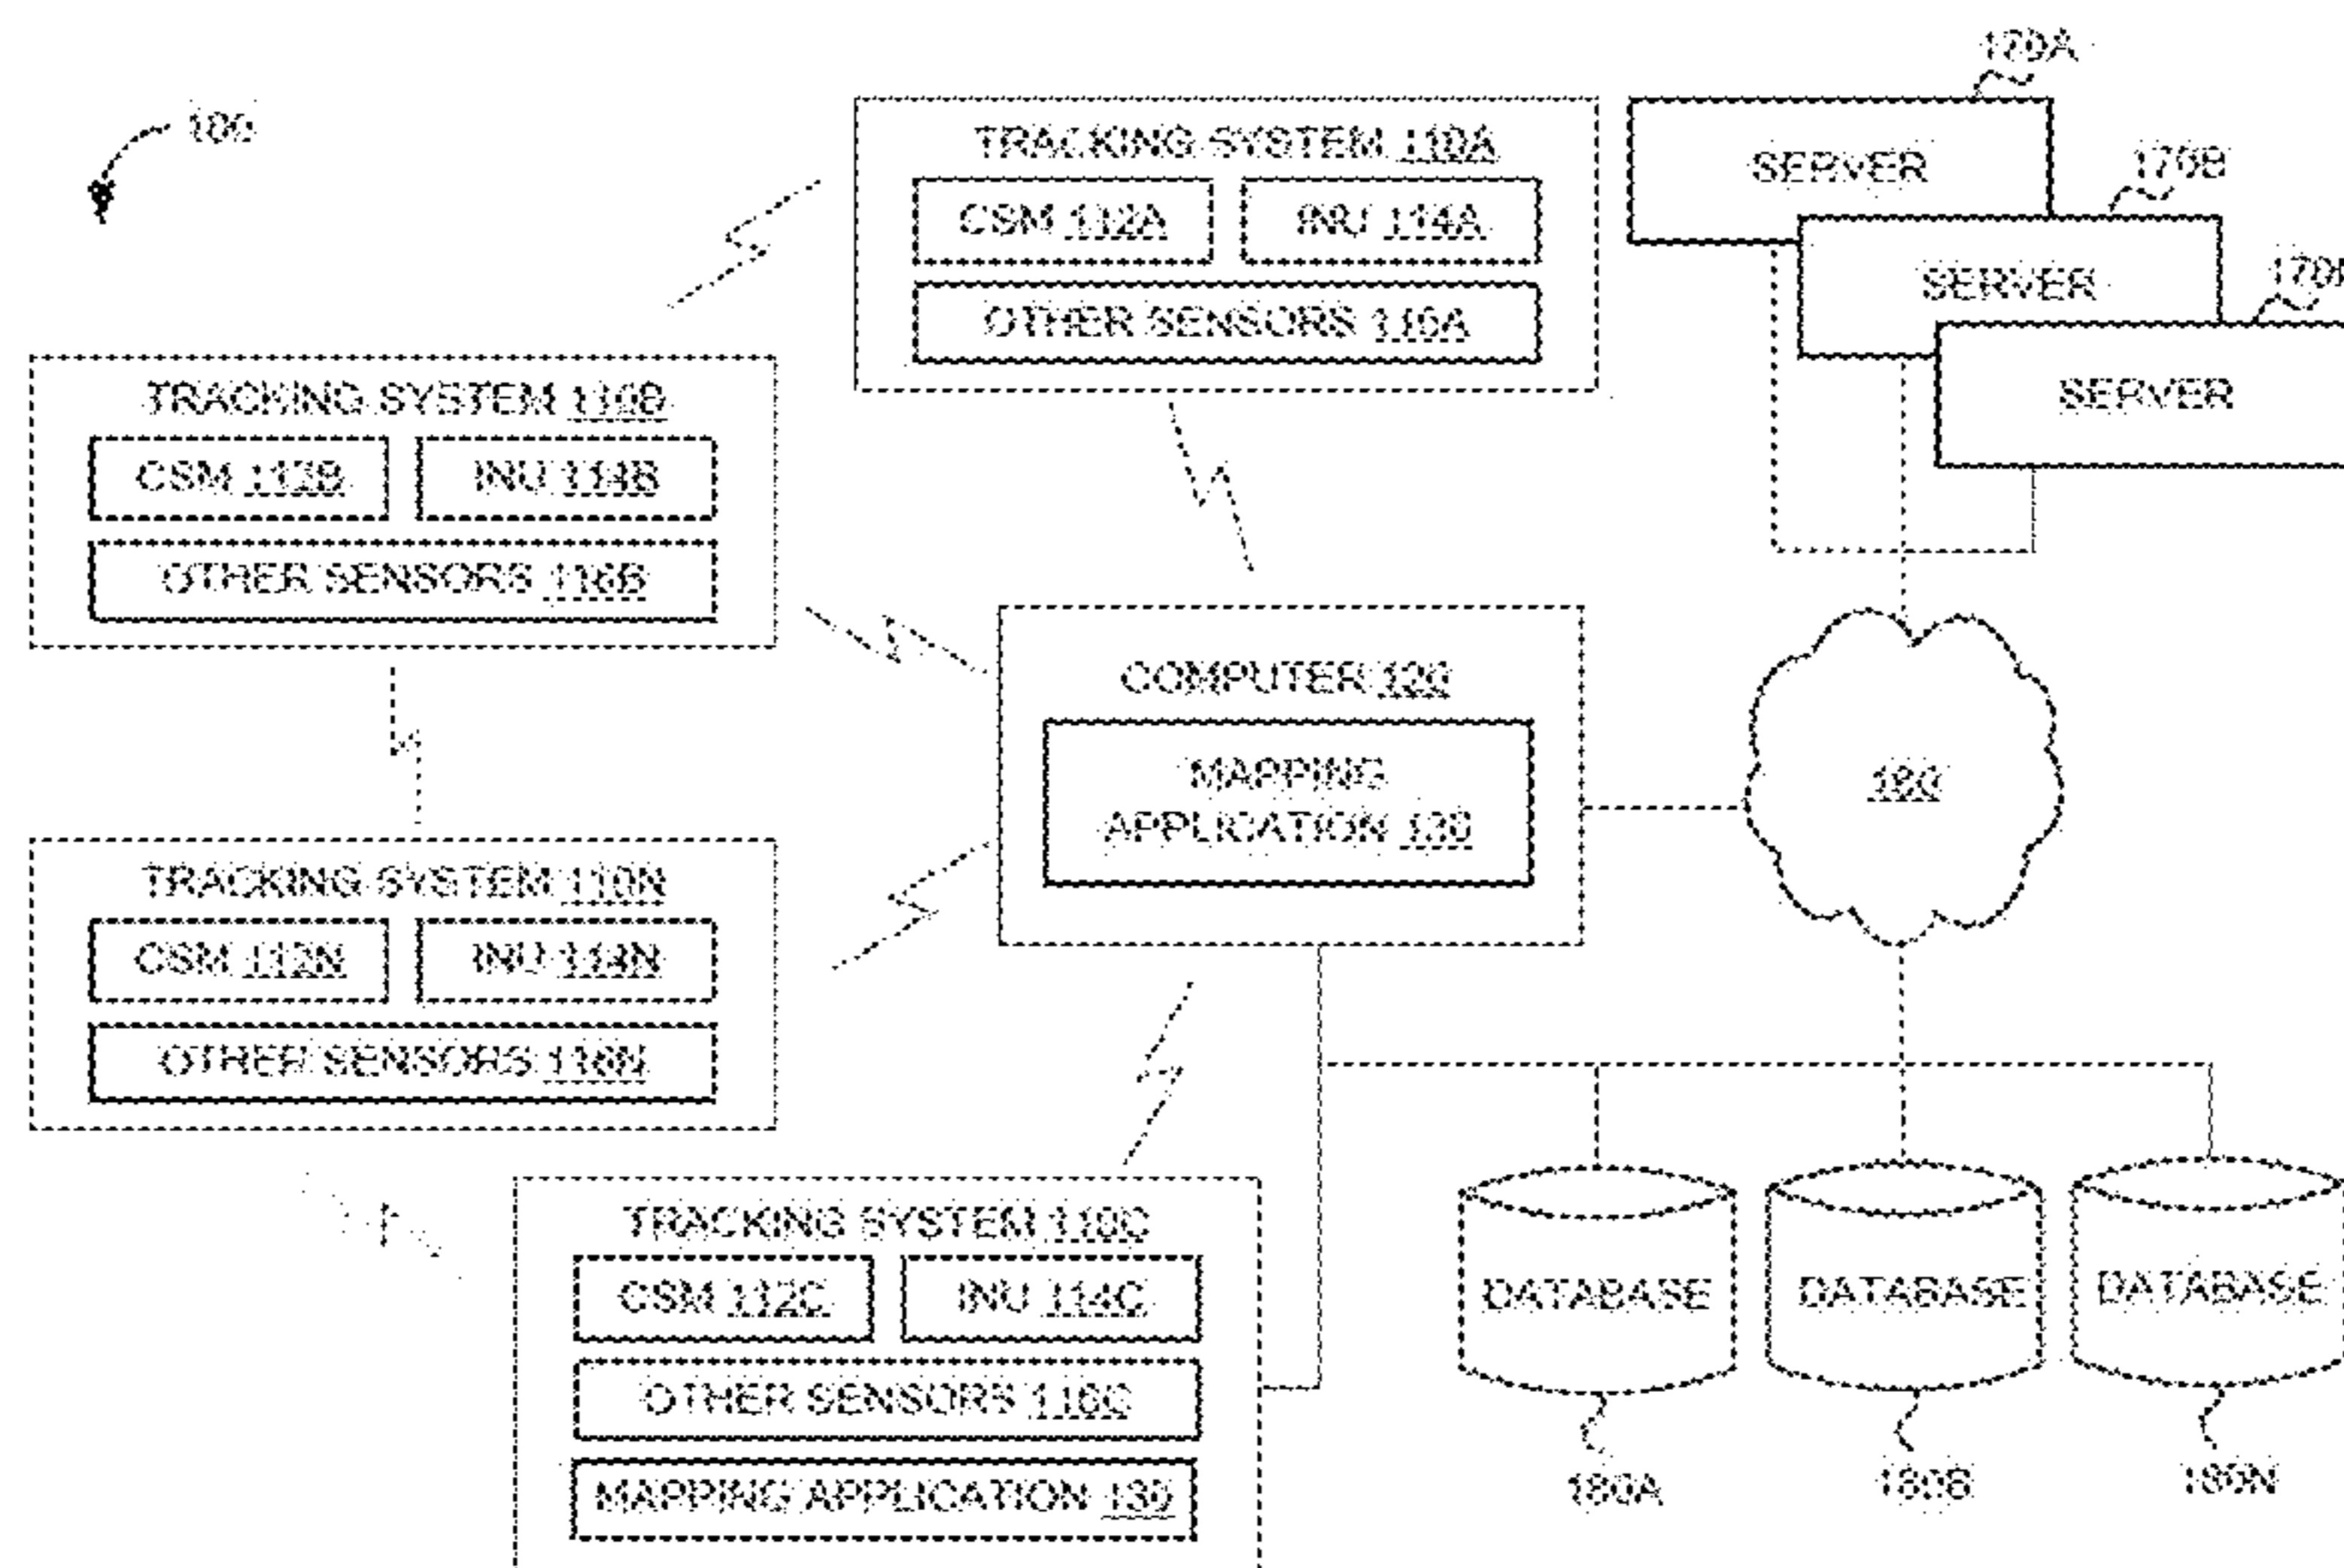 100
TRACKING SYSTEM 110A
CSM 112A
INU 114A
OTHER SENSORS 116A
170A
SERVER
170B
SERVER
SERVER
TRACKING SYSTEM 110B
CSM 112B
INU 114B
OTHER SENSORS 116B
COMPUTER 120
MAPPING
APPLICATION 130
TRACKING SYSTEM 110N
CSM 112N
INU 114N
OTHER SENSORS 116N
TRACKING SYSTEM 110C
CSM 112C
INU 114C
OTHER SENSORS 116C
MAPPING APPLICATION 130
DATABASE
DATABASE
DATABASE
180A
180B
180N